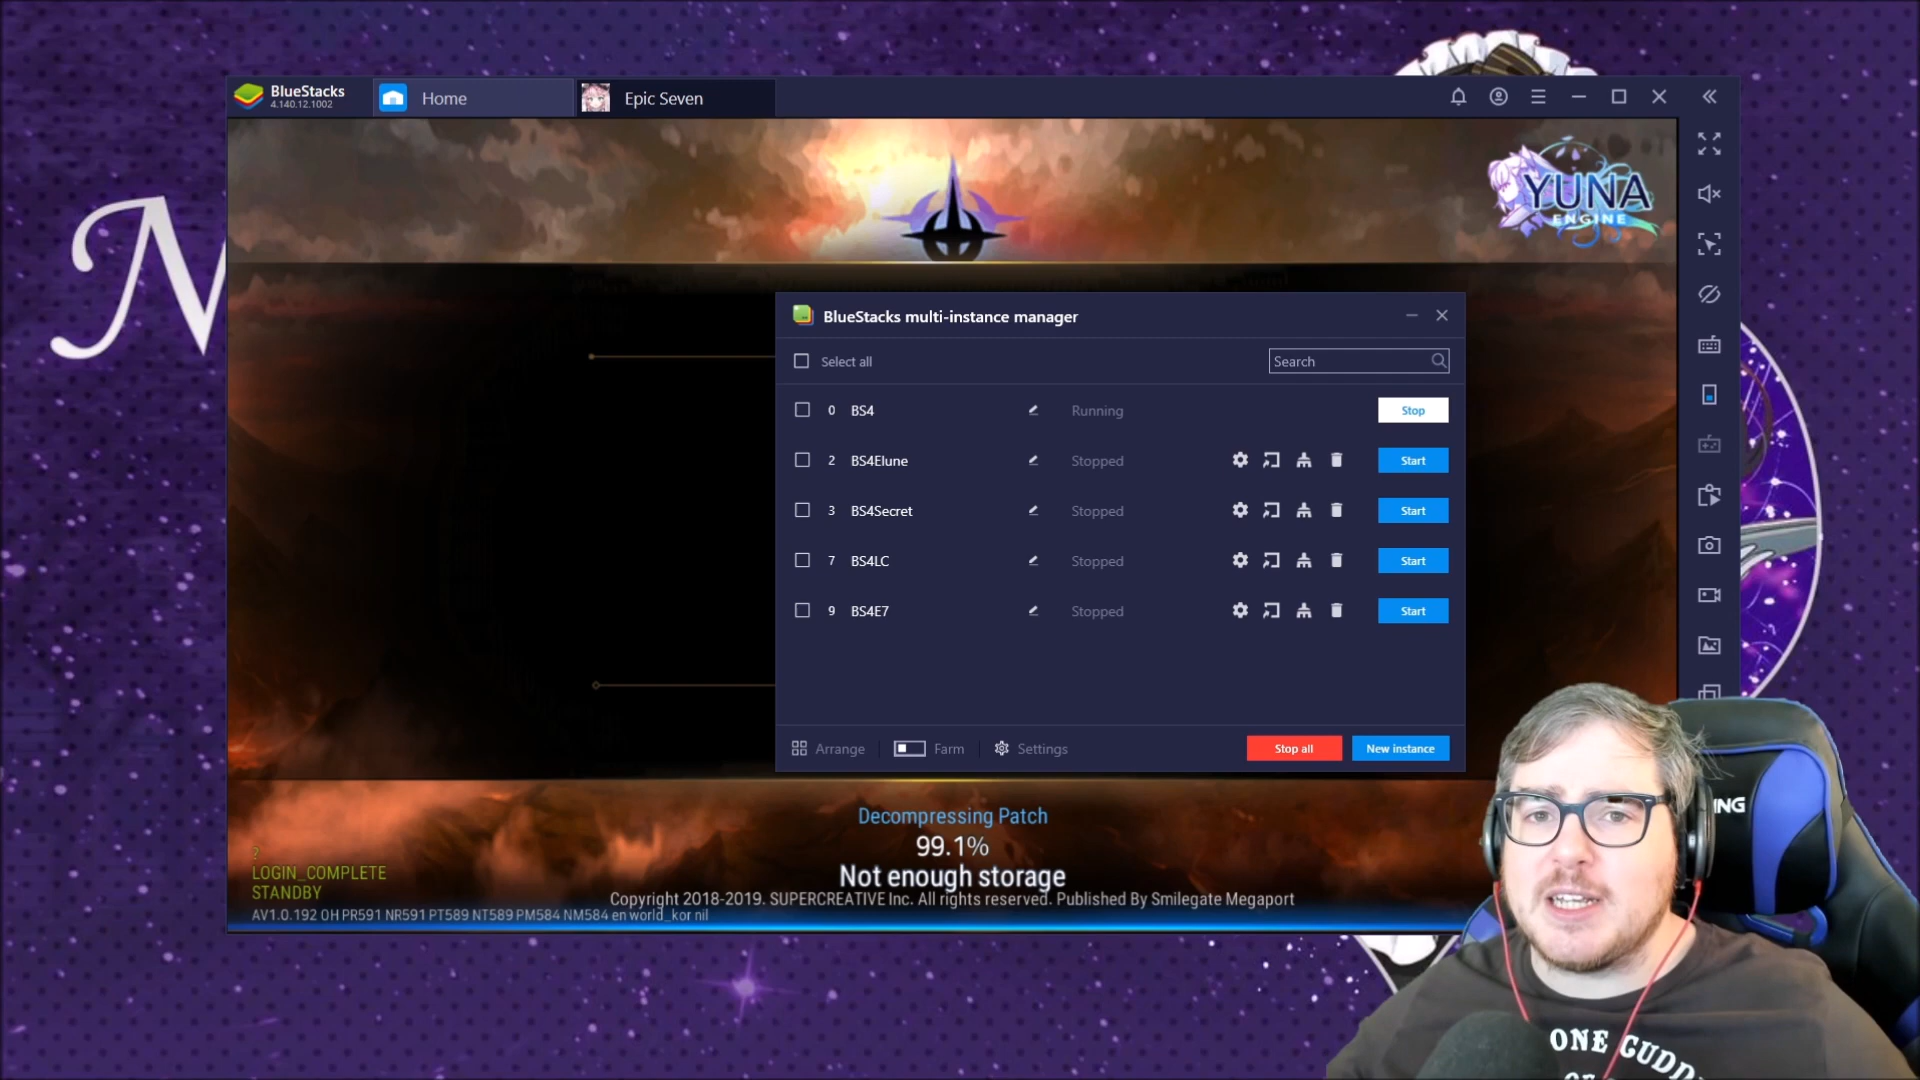 BlueStacks
4.140.12.1002
Home
Epic Seven
YUNA
ENGINE
N
BlueStacks multi-instance manager
Select all
Search
0 BS4 Running Stop
2 BS4Elune Stopped Start
3 BS4Secret Stopped Start
7 BS4LC Stopped Start
9 BS4E7 Stopped Start
Arrange Farm Settings Stop all New instance
Decompressing Patch
99.1%
Not enough storage
?
LOGIN_COMPLETE
STANDBY
Copyright 2018-2019. SUPERCREATIVE Inc. All rights reserved. Published By Smilegate Megaport
AV1.0.192 OH PR591 NR591 PT589 NT589 PM584 NM584 en world_kor nil
ING
ONE CUDD